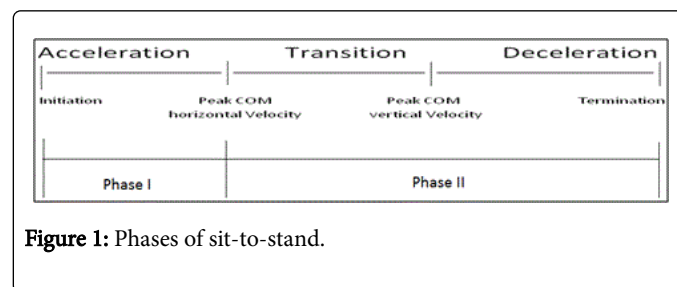 Acceleration Transition Deceleration
Initiation Peak COM Peak COM Termination
horizontal Velocity vertical Velocity
Phase I Phase II
Figure 1: Phases of sit-to-stand.